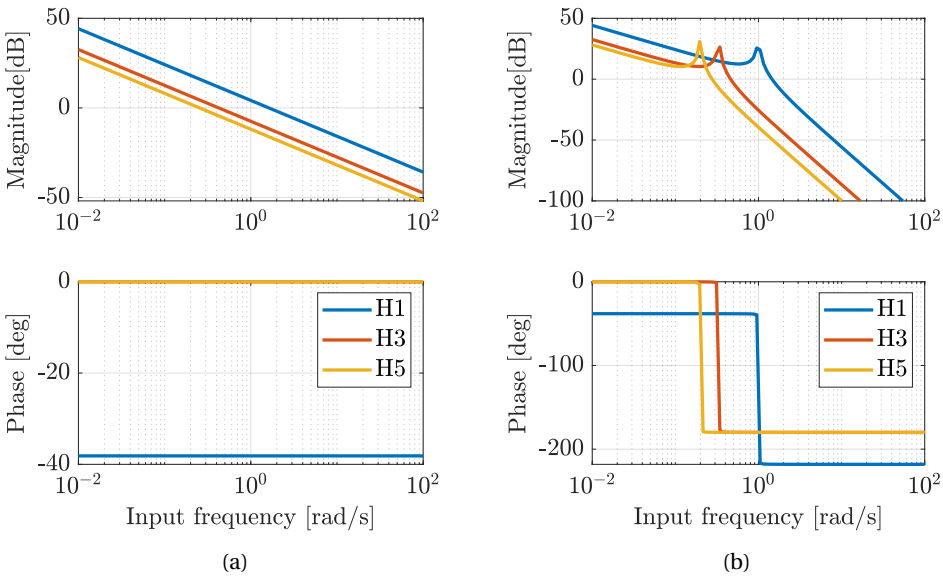 50
0
-50
Magnitude[dB]
10^-2 10^0 10^2
0
-20
-40
Phase [deg]
H1
H3
H5
10^-2 10^0 10^2
Input frequency [rad/s]
(a)
50
0
-50
-100
Magnitude[dB]
10^-2 10^0 10^2
0
-100
-200
Phase [deg]
H1
H3
H5
10^-2 10^0 10^2
Input frequency [rad/s]
(b)